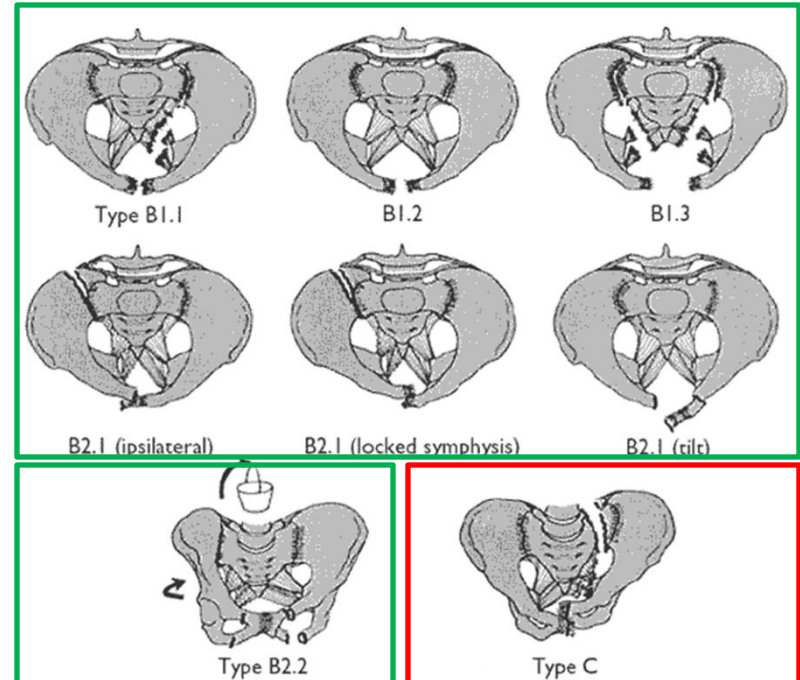 Type B1.1 B1.2 B1.3
B2.1 (ipsilateral) B2.1 (locked symphysis) B2.1 (tilt)
Type B2.2 Type C